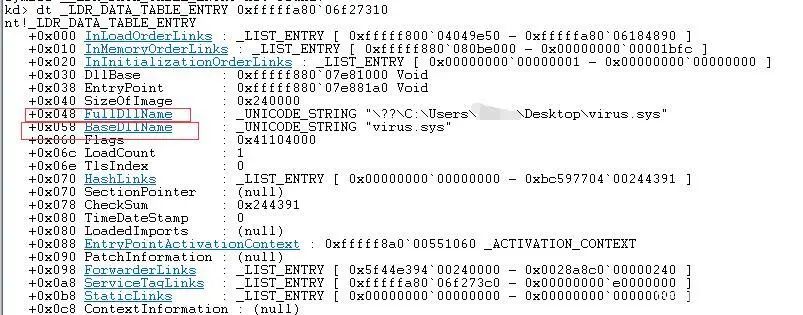 kd> dt _LDR_DATA_TABLE_ENTRY 0xfffffa80`06f27310
nt!_LDR_DATA_TABLE_ENTRY
+0x000 InLoadOrderLinks : _LIST_ENTRY [ 0xfffff800`04049e50 - 0xfffffa80`06184890 ]
+0x010 InMemoryOrderLinks : _LIST_ENTRY [ 0xfffff880`080be000 - 0x00000000`00001bfc ]
+0x020 InInitializationOrderLinks : _LIST_ENTRY [ 0x00000000`00000001 - 0x00000000`00000000 ]
+0x030 DllBase : 0xfffff880`07e81000 Void
+0x038 EntryPoint : 0xfffff880`07e881a0 Void
+0x040 SizeOfImage : 0x240000
+0x048 FullDllName : _UNICODE_STRING "\??\C:\Users\ \Desktop\virus.sys"
+0x058 BaseDllName : _UNICODE_STRING "virus.sys"
+0x068 Flags : 0x41104000
+0x06c LoadCount : 1
+0x06e TlsIndex : 0
+0x070 HashLinks : _LIST_ENTRY [ 0x00000000`00000000 - 0xbc597704`00244391 ]
+0x070 SectionPointer : (null)
+0x078 CheckSum : 0x244391
+0x080 TimeDateStamp : 0
+0x080 LoadedImports : (null)
+0x088 EntryPointActivationContext : 0xfffff8a0`00551060 _ACTIVATION_CONTEXT
+0x090 PatchInformation : (null)
+0x098 ForwarderLinks : _LIST_ENTRY [ 0x5f44e394`00240000 - 0x0028a8c0`00000240 ]
+0x0a8 ServiceTagLinks : _LIST_ENTRY [ 0xfffffa80`06f273c0 - 0x00000000`e0000000 ]
+0x0b8 StaticLinks : _LIST_ENTRY [ 0x00000000`00000000 - 0x00000000`00000000 ]
+0x0c8 ContextInformation : (null)